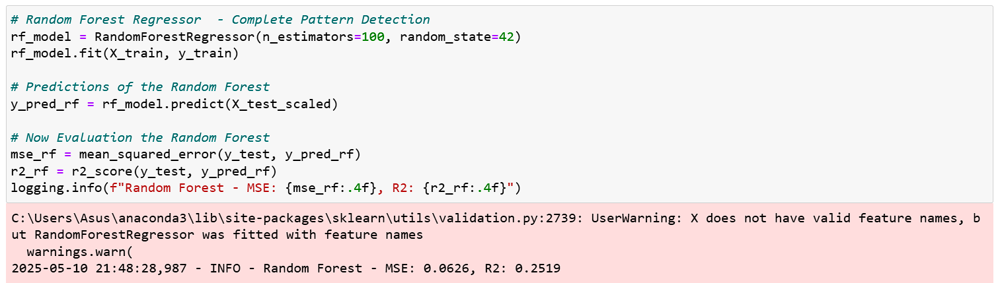 # Random Forest Regressor  - Complete Pattern Detection
rf_model = RandomForestRegressor(n_estimators=100, random_state=42)
rf_model.fit(X_train, y_train)
# Predictions of the Random Forest
y_pred_rf = rf_model.predict(X_test_scaled)
# Now Evaluation the Random Forest
mse_rf = mean_squared_error(y_test, y_pred_rf)
r2_rf = r2_score(y_test, y_pred_rf)
logging.info(f"Random Forest - MSE: {mse_rf:.4f}, R2: {r2_rf:.4f}")
C:\Users\Asus\anaconda3\lib\site-packages\sklearn\utils\validation.py:2739: UserWarning: X does not have valid feature names, b
ut RandomForestRegressor was fitted with feature names
  warnings.warn(
2025-05-10 21:48:28,987 - INFO - Random Forest - MSE: 0.0626, R2: 0.2519